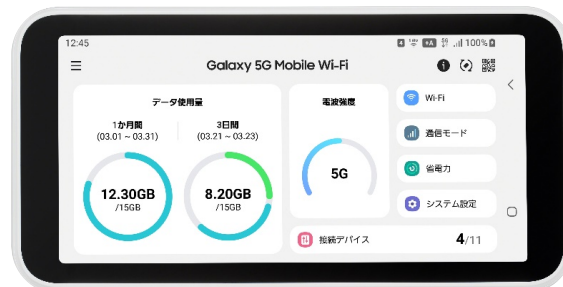 12:45
5G
100%
Galaxy 5G Mobile Wi-Fi
データ使用量
1か月間
(03.01 ~ 03.31)
12.30GB
/15GB
3日間
(03.21 ~ 03.23)
8.20GB
/15GB
電波強度
5G
Wi-Fi
通信モード
省電力
システム設定
接続デバイス
4/11